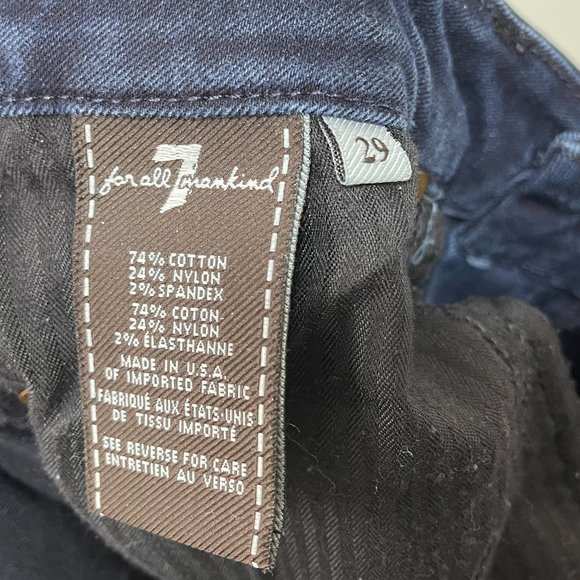 7
for all mankind
29
74% COTTON
24% NYLON
2% SPANDEX
74% COTON
24% NYLON
2% ÉLASTHANNE
MADE IN U.S.A
OF IMPORTED FABRIC
FABRIQUÉ AUX ÉTATS-UNIS
DE TISSU IMPORTÉ
SEE REVERSE FOR CARE
ENTRETIEN AU VERSO